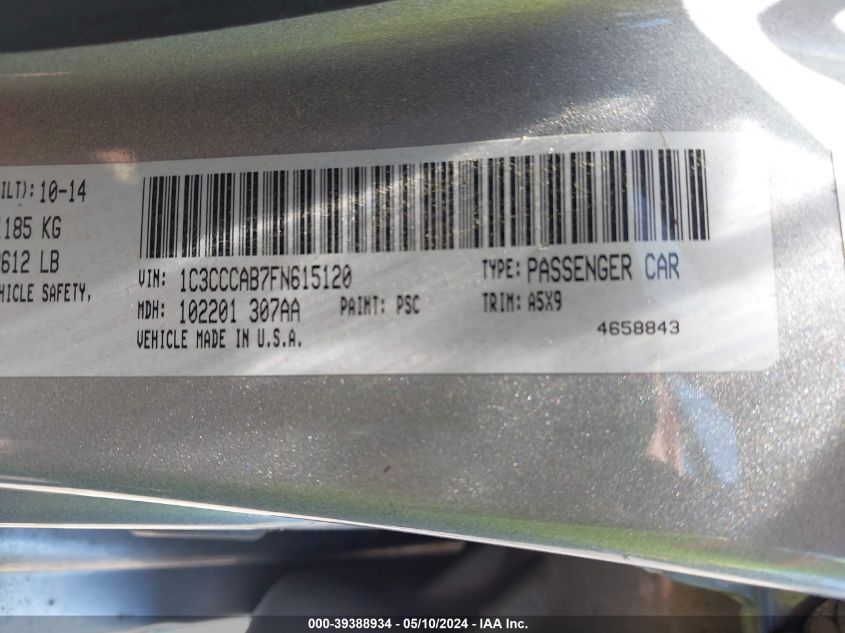 ILT): 10-14
185 KG
612 LB
HICLE SAFETY,
VIN: 1C3CCCAB7FN615120 TYPE: PASSENGER CAR
MDH: 102201 307AA PAINT: PSC TRIM: A5X9
VEHICLE MADE IN U.S.A. 4658843
000-39388934 - 05/10/2024 - IAA Inc.